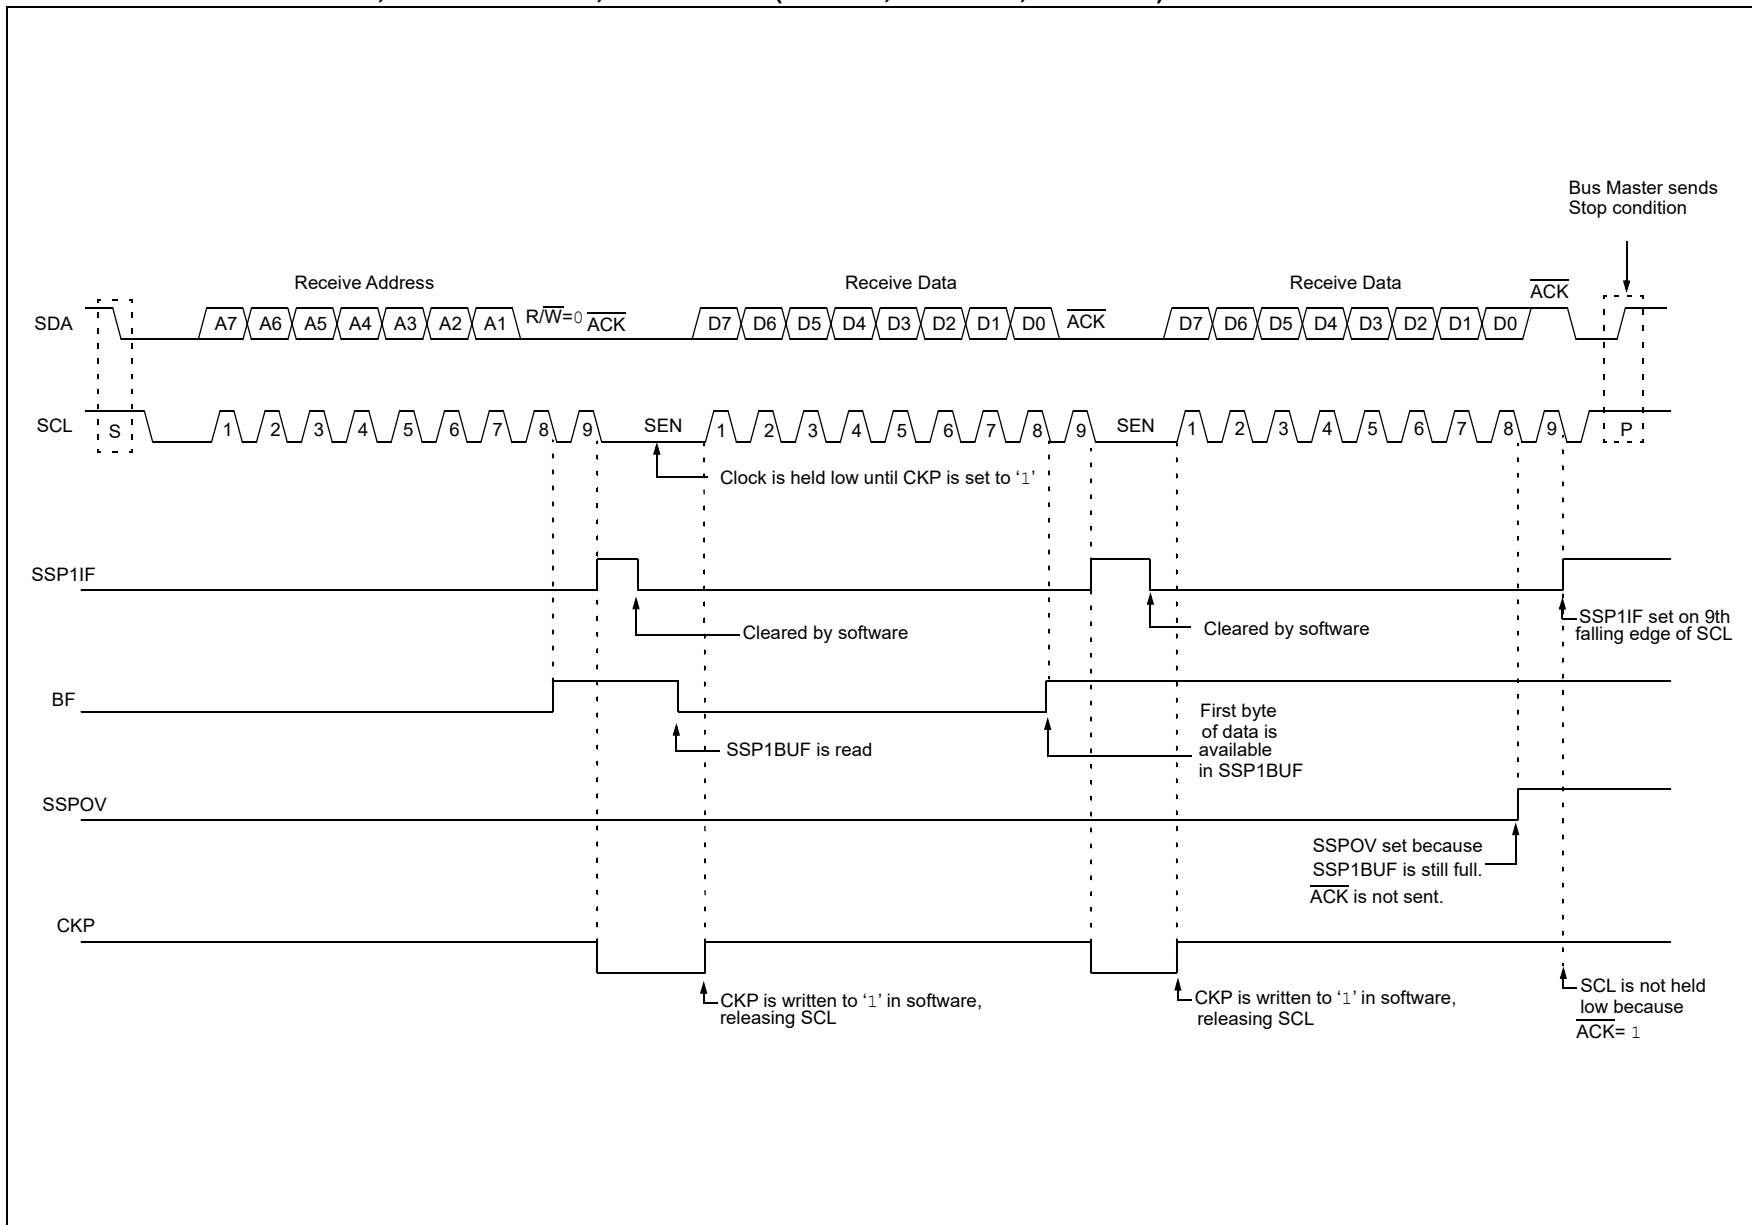 Bus Master sends
Stop condition
Receive Address
Receive Data
Receive Data
ACK
SDA
A7 A6 A5 A4 A3 A2 A1 R/W=0 ACK
D7 D6 D5 D4 D3 D2 D1 D0 ACK
D7 D6 D5 D4 D3 D2 D1 D0
SCL
S
1 2 3 4 5 6 7 8 9 SEN
1 2 3 4 5 6 7 8 9 SEN
1 2 3 4 5 6 7 8 9
P
Clock is held low until CKP is set to ‘1’
SSP1IF
Cleared by software
Cleared by software
SSP1IF set on 9th
falling edge of SCL
BF
SSP1BUF is read
First byte
of data is
available
in SSP1BUF
SSPOV
SSPOV set because
SSP1BUF is still full.
ACK is not sent.
CKP
CKP is written to ‘1’ in software,
releasing SCL
CKP is written to ‘1’ in software,
releasing SCL
SCL is not held
low because
ACK= 1